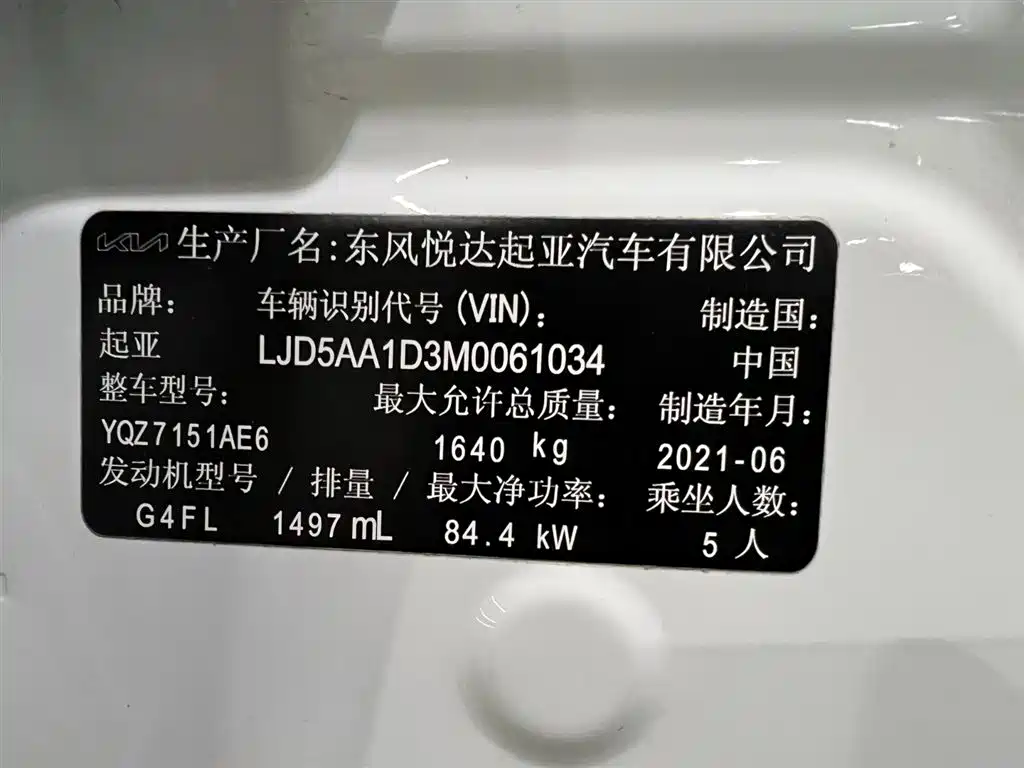 KIA 生产厂名:东风悦达起亚汽车有限公司
品牌: 车辆识别代号(VIN): 制造国:
起亚 LJD5AA1D3M0061034 中国
整车型号: 最大允许总质量: 制造年月:
YQZ7151AE6 1640 kg 2021-06
发动机型号 / 排量 / 最大净功率: 乘坐人数:
G4FL 1497 mL 84.4 kW 5 人